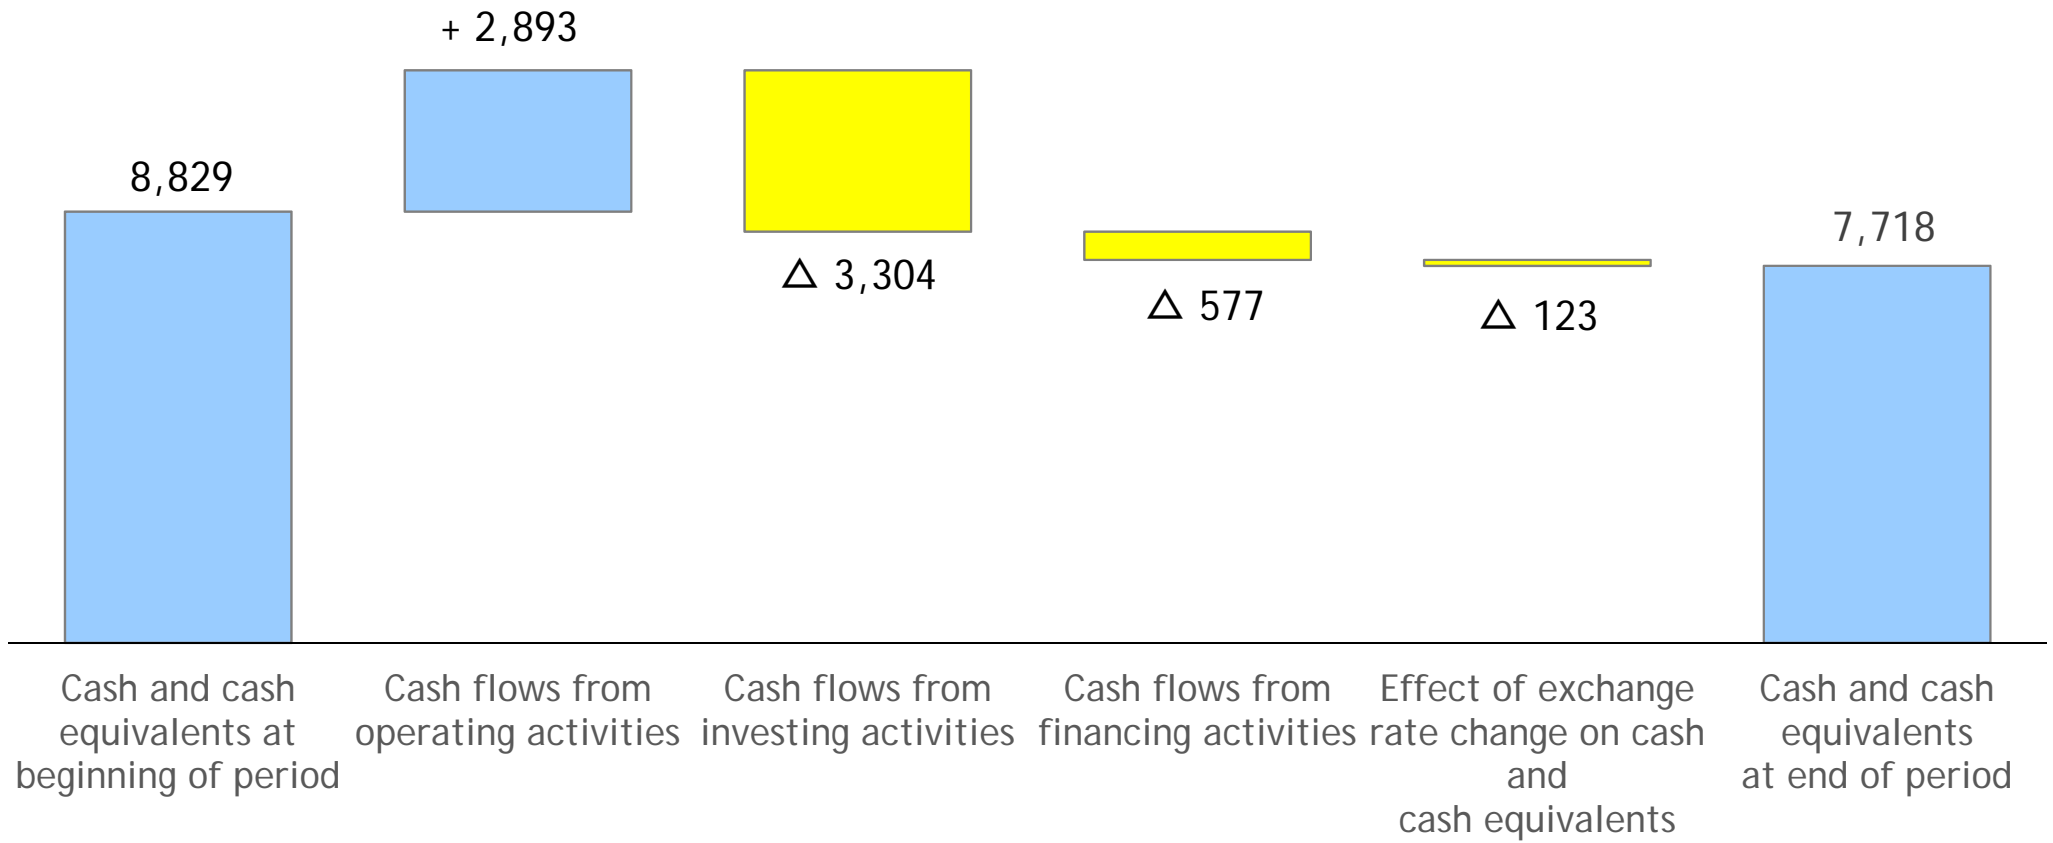 + 2,893
8,829
△ 3,304
△ 577
△ 123
7,718
Cash and cash
equivalents at
beginning of period
Cash flows from
operating activities
Cash flows from
investing activities
Cash flows from
financing activities
Effect of exchange
rate change on cash
and
cash equivalents
Cash and cash
equivalents
at end of period